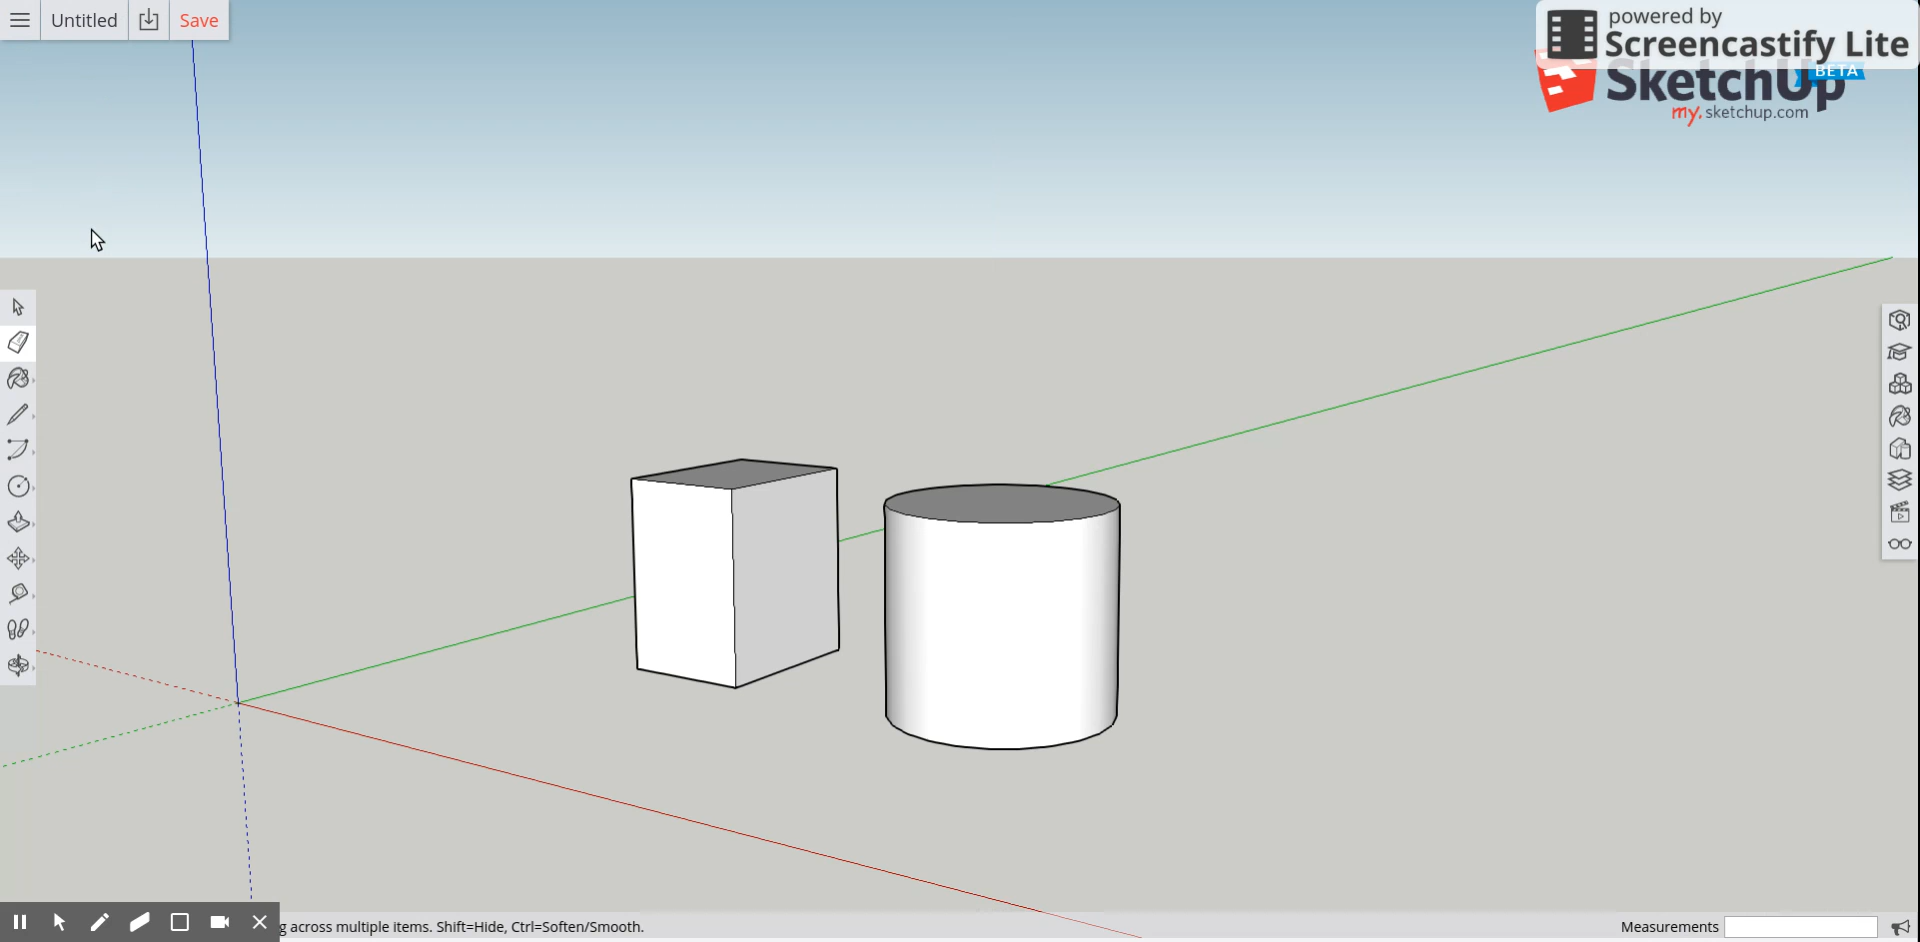 Untitled
Save
powered by
Screencastify Lite
SketchUp
BETA
my.sketchup.com
g across multiple items. Shift=Hide, Ctrl=Soften/Smooth.
Measurements